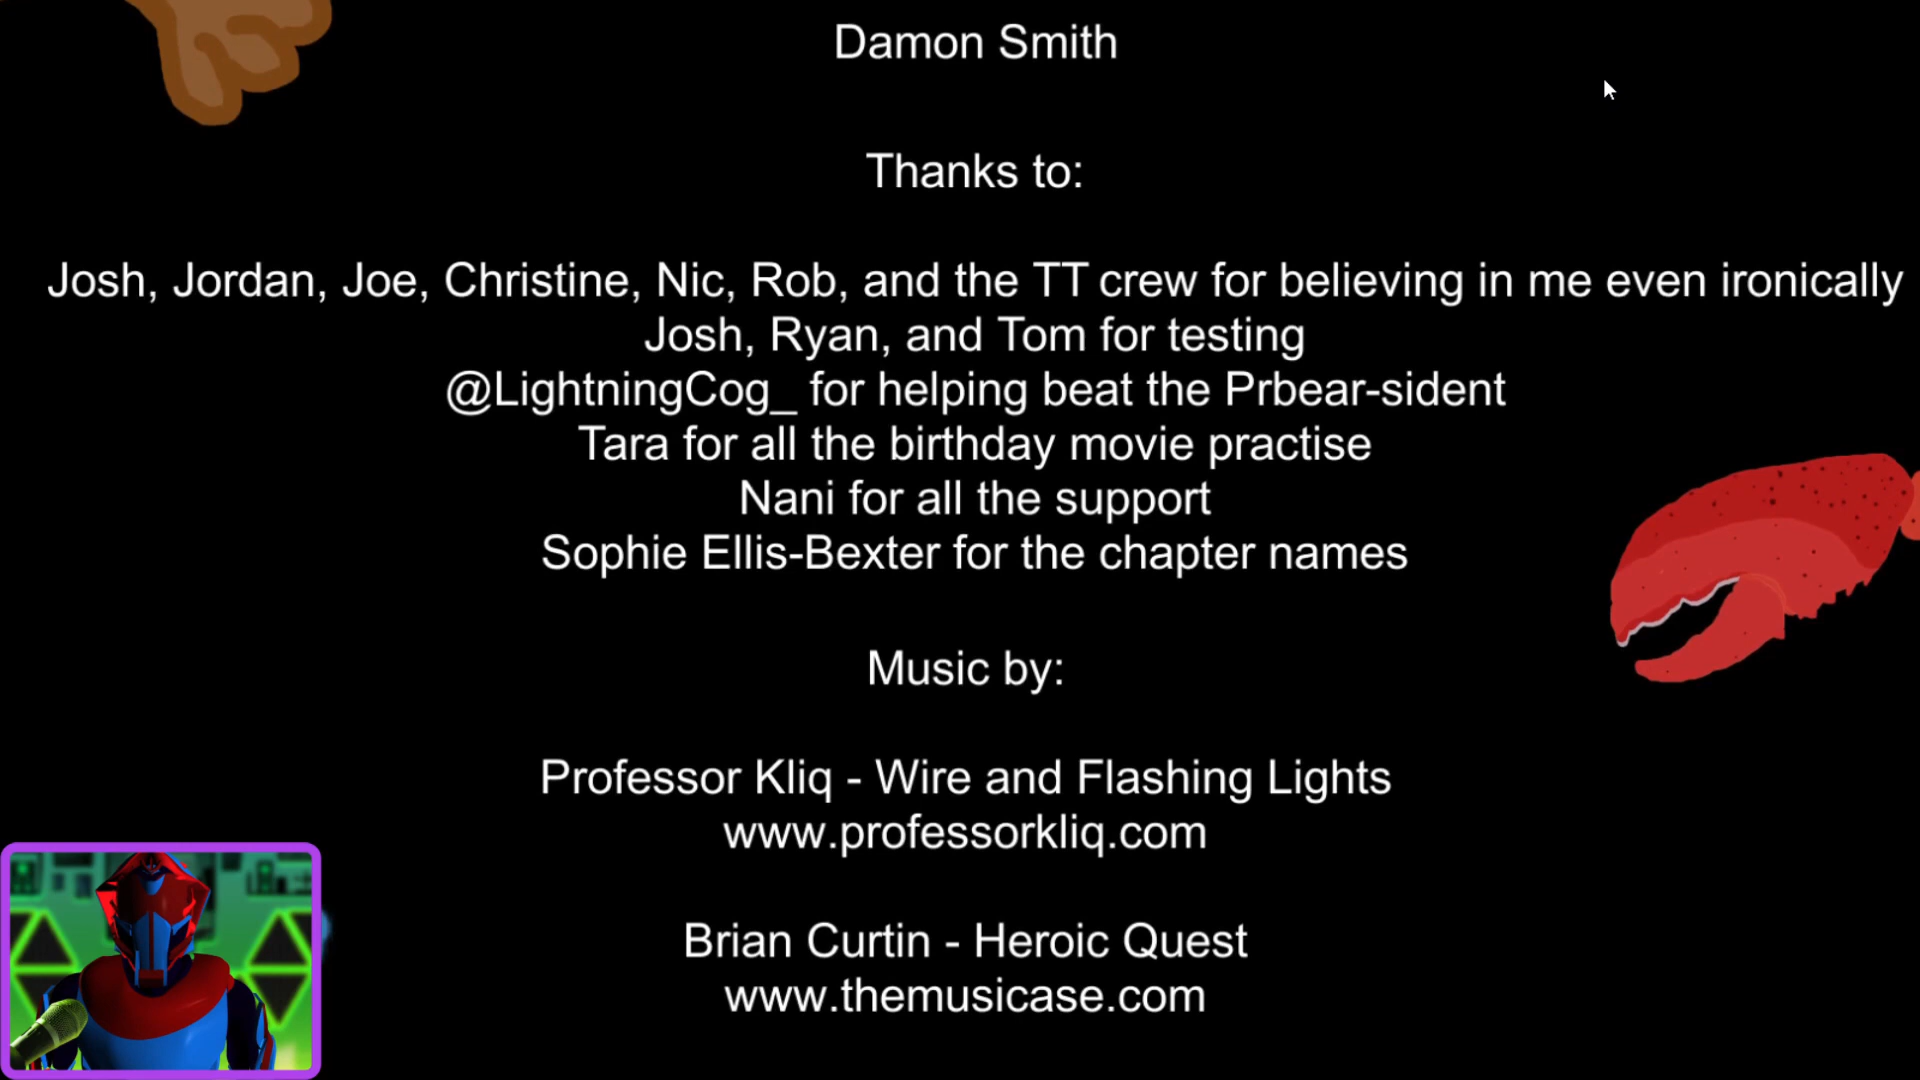 Damon Smith
Thanks to:
Josh, Jordan, Joe, Christine, Nic, Rob, and the TT crew for believing in me even ironically
Josh, Ryan, and Tom for testing
@LightningCog_ for helping beat the Prbear-sident
Tara for all the birthday movie practise
Nani for all the support
Sophie Ellis-Bexter for the chapter names
Music by:
Professor Kliq - Wire and Flashing Lights
www.professorkliq.com
Brian Curtin - Heroic Quest
www.themusicase.com